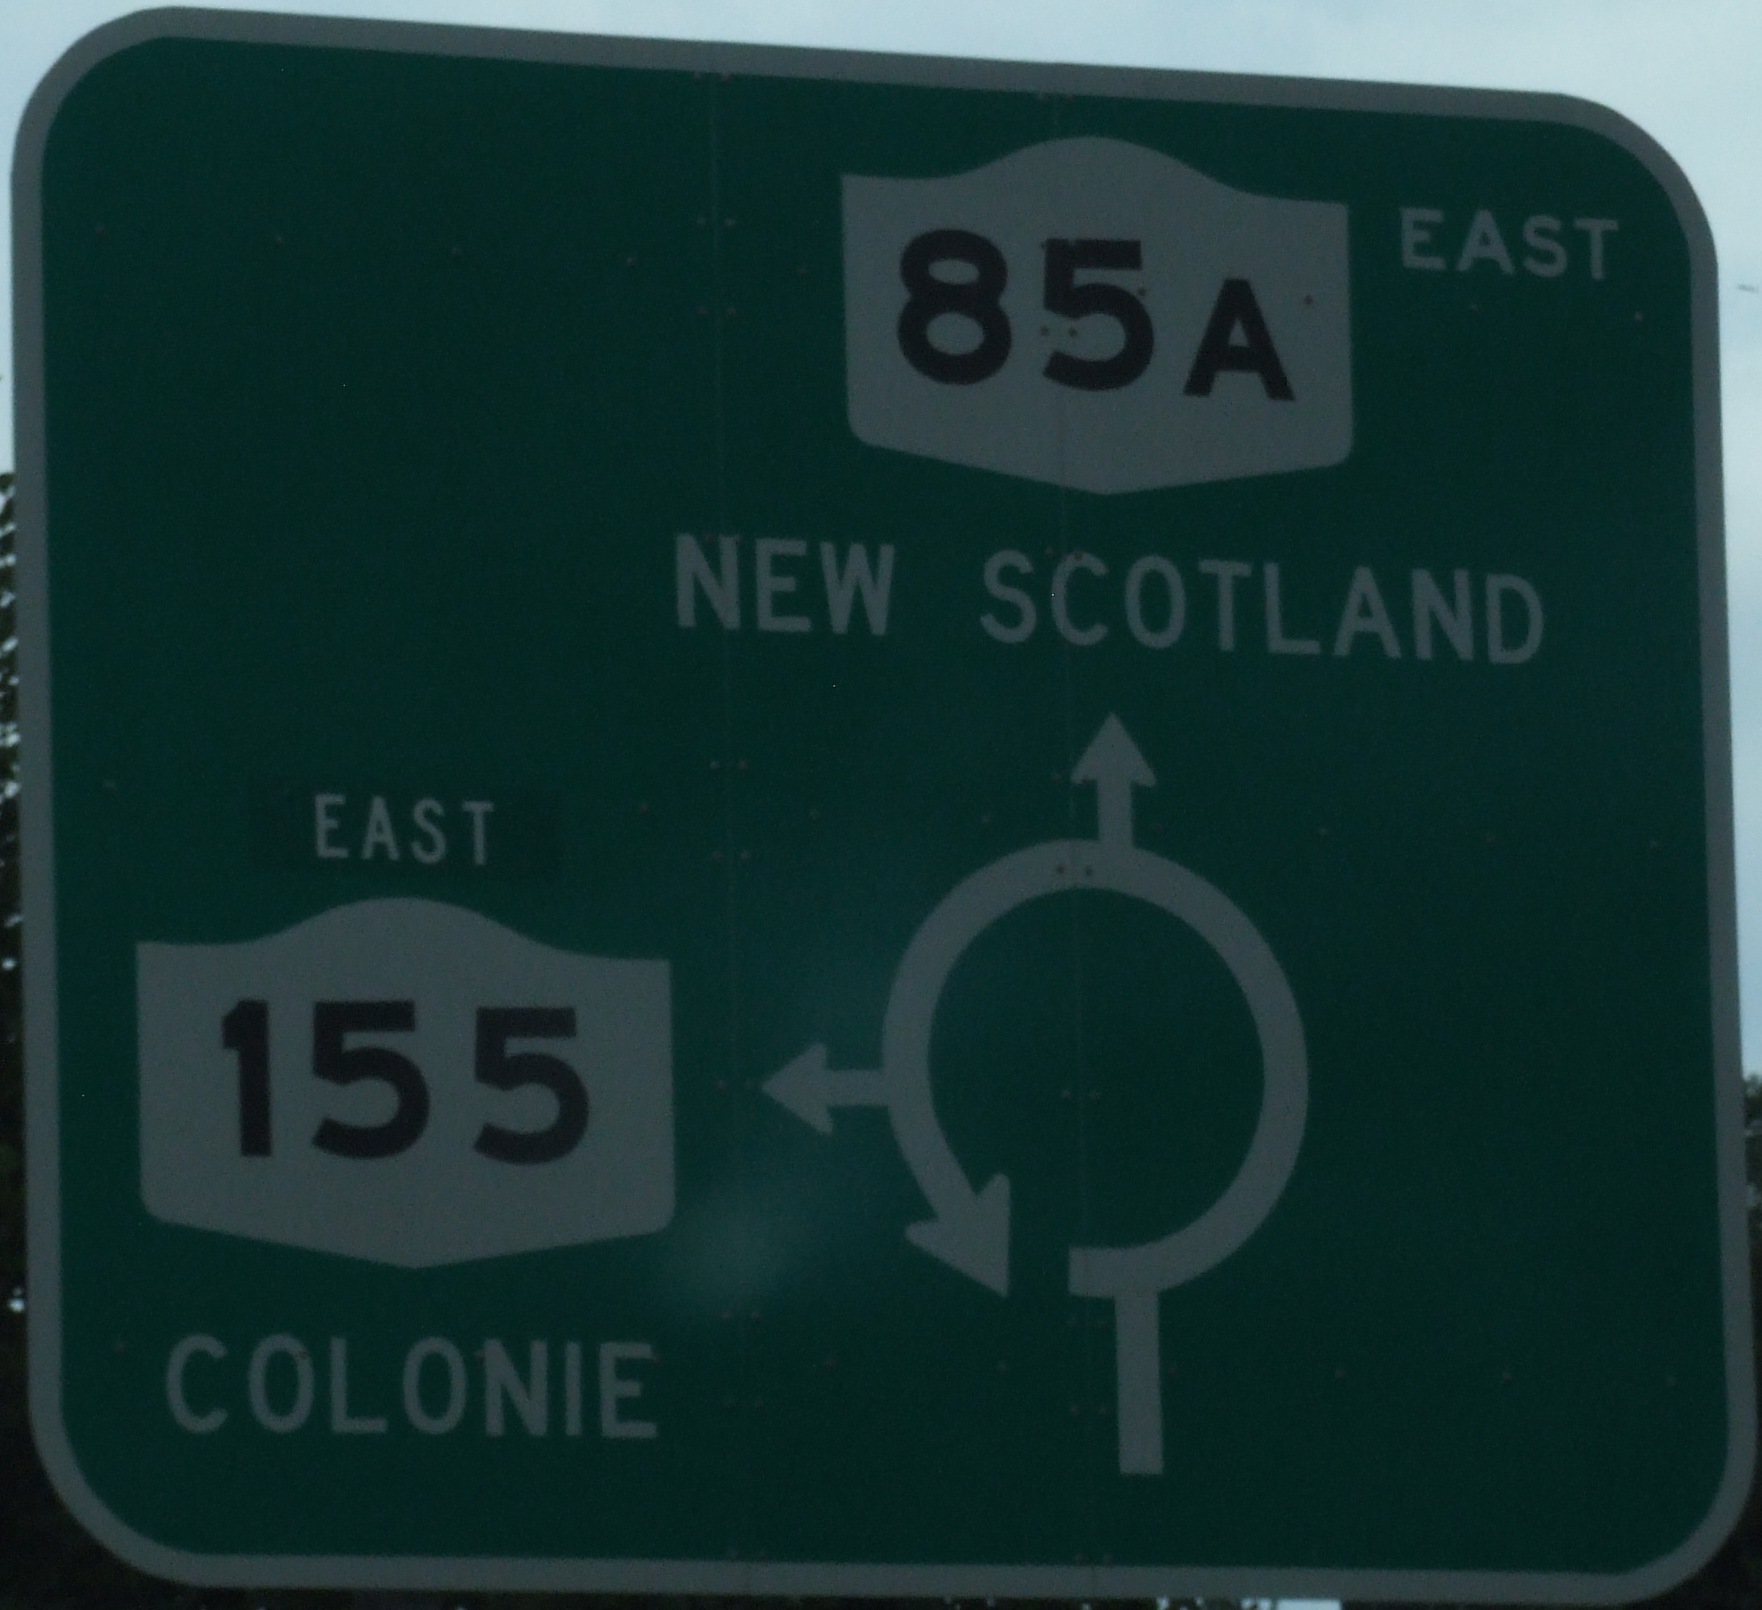 85A EAST
NEW SCOTLAND
EAST
155
COLONIE